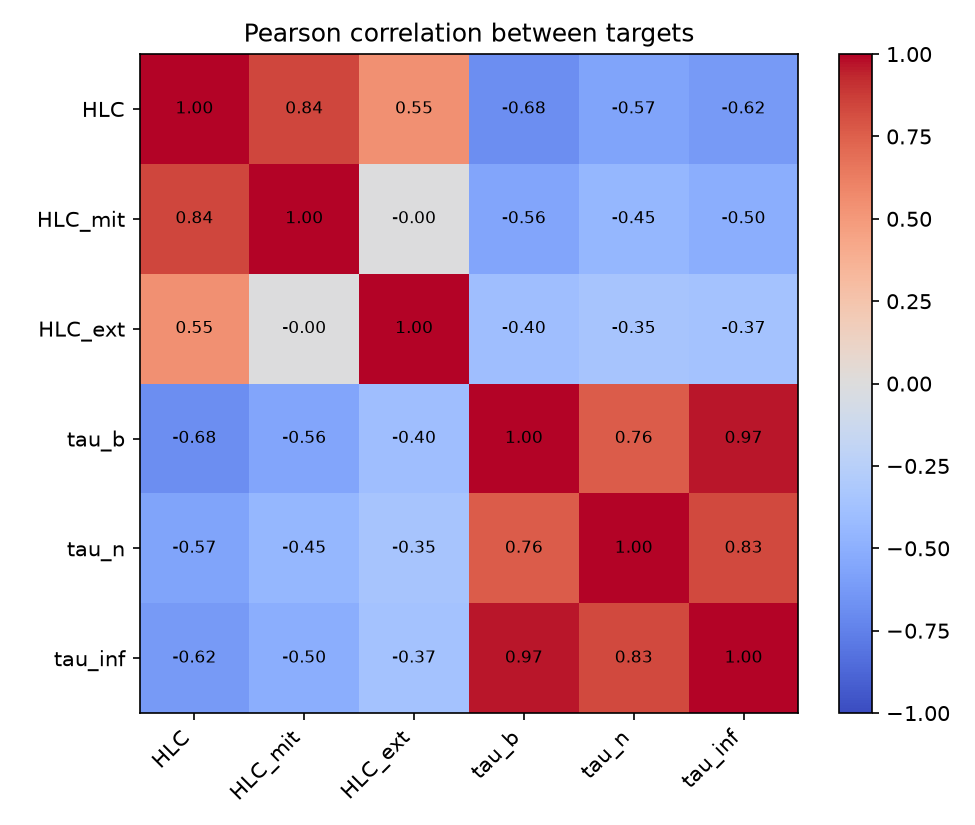 Pearson correlation between targets
HLC 1.00 0.84 0.55 -0.68 -0.57 -0.62
HLC_mit 0.84 1.00 -0.00 -0.56 -0.45 -0.50
HLC_ext 0.55 -0.00 1.00 -0.40 -0.35 -0.37
tau_b -0.68 -0.56 -0.40 1.00 0.76 0.97
tau_n -0.57 -0.45 -0.35 0.76 1.00 0.83
tau_inf -0.62 -0.50 -0.37 0.97 0.83 1.00
HLC HLC_mit HLC_ext tau_b tau_n tau_inf
1.00
0.75
0.50
0.25
0.00
−0.25
−0.50
−0.75
−1.00